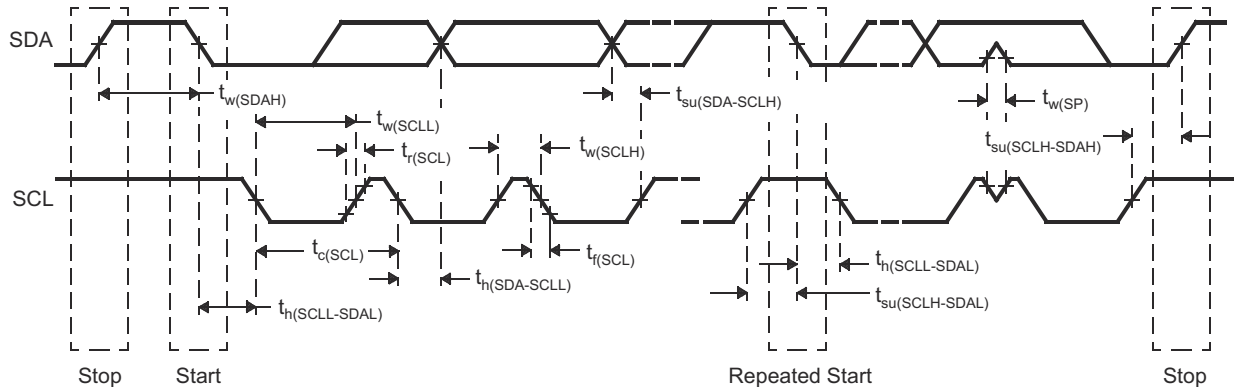 SDA
tw(SDAH)
tsu(SDA-SCLH)
tw(SP)
tw(SCLL)
tr(SCL)
tw(SCLH)
tsu(SCLH-SDAH)
SCL
tc(SCL)
tf(SCL)
th(SCLL-SDAL)
th(SDA-SCLL)
tsu(SCLH-SDAL)
th(SCLL-SDAL)
Stop
Start
Repeated Start
Stop